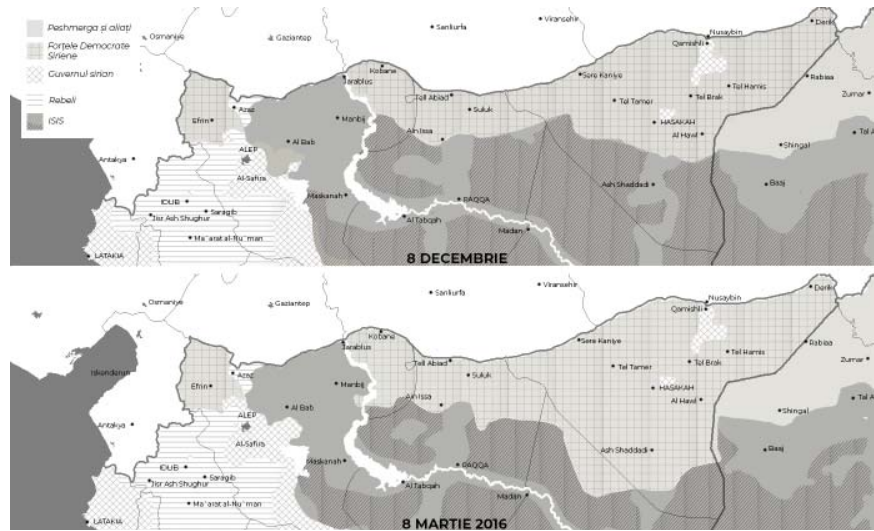 Peshmerga și aliați
Forțele Democrate
Siriene
Guvernul sirian
Rebeli
ISIS
Osmaniye
Gaziantep
Sanliurfa
Viransehir
Nusaybin
Qamishli
Derik
Kobane
Jarablus
Tell Abiad
Suluk
Sere Kaniye
Tel Tamer
Tel Brak
Tel Hamis
Rabiaa
Zumar
Efrin
Azaz
Manbij
Al Bab
Ain Issa
HASAKAH
Al Hawl
Shingal
Tal A
Antakya
ALEP
Al-Safira
Maskanah
RAQQA
Ash Shaddadi
Baaj
IDLIB
Jisr Ash Shughur
Saraqib
Al Tabqah
Madan
Ma`arat al-Nu`man
LATAKIA
8 DECEMBRIE
Osmaniye
Gaziantep
Sanliurfa
Viransehir
Nusaybin
Qamishli
Derik
Kobane
Jarablus
Tell Abiad
Suluk
Sere Kaniye
Tel Tamer
Tel Brak
Tel Hamis
Rabiaa
Zumar
Iskenderun
Efrin
Azaz
Manbij
Al Bab
Ain Issa
HASAKAH
Al Hawl
Shingal
Tal A
Antakya
ALEP
Al-Safira
Maskanah
RAQQA
Ash Shaddadi
Baaj
IDLIB
Jisr Ash Shughur
Saraqib
Al Tabqah
Madan
Ma`arat al-Nu`man
LATAKIA
8 MARTIE 2016